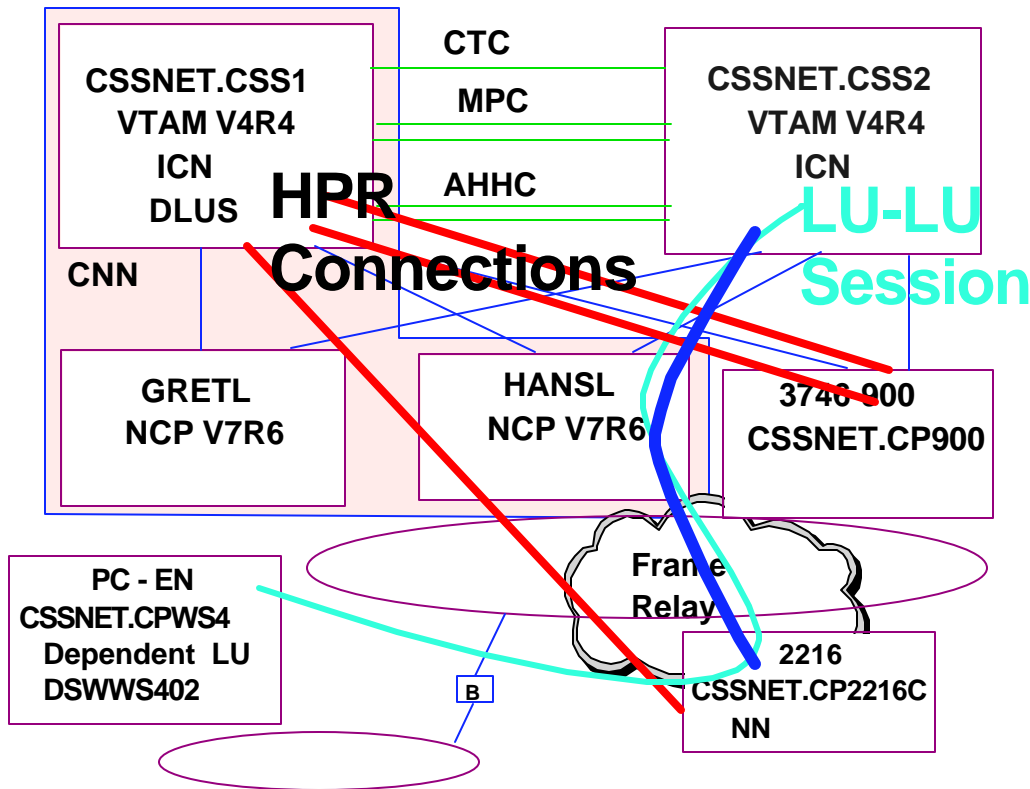 CSSNET.CSS1
VTAM V4R4
ICN
DLUS
CTC
MPC
AHHC
CSSNET.CSS2
VTAM V4R4
ICN
HPR
Connections
LU-LU
Session
CNN
GRETL
NCP V7R6
HANSL
NCP V7R6
3746-900
CSSNET.CP900
Frame
Relay
PC - EN
CSSNET.CPWS4
Dependent LU
DSWWS402
B
2216
CSSNET.CP2216C
NN